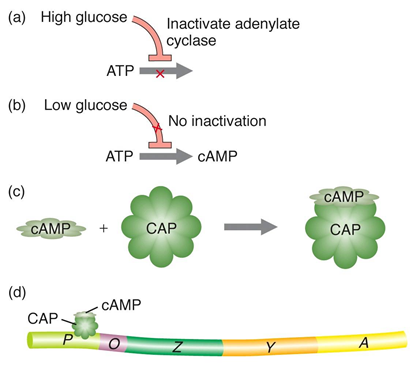 (a) High glucose
Inactivate adenylate
cyclase
ATP
(b) Low glucose
No inactivation
ATP cAMP
(c)
cAMP + CAP cAMP
CAP
(d)
cAMP
CAP
P O Z Y A